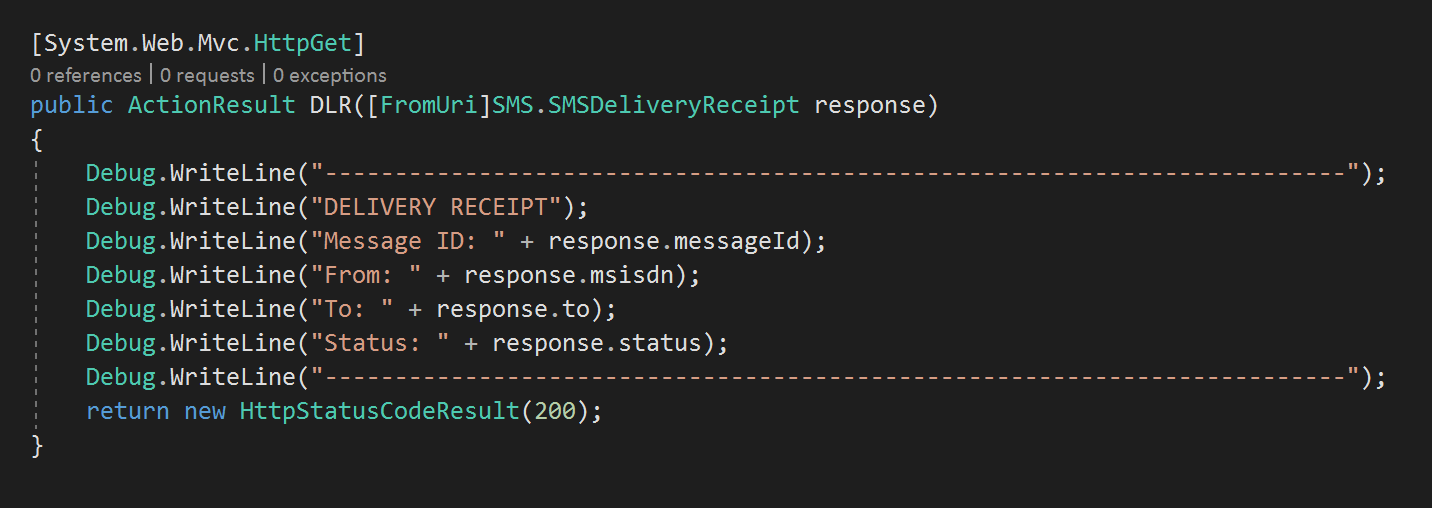 [System.Web.Mvc.HttpGet]
0 references | 0 requests | 0 exceptions
public ActionResult DLR([FromUri]SMS.SMSDeliveryReceipt response)
{
Debug.WriteLine("-------------------------------------------------------------------------");
Debug.WriteLine("DELIVERY RECEIPT");
Debug.WriteLine("Message ID: " + response.messageId);
Debug.WriteLine("From: " + response.msisdn);
Debug.WriteLine("To: " + response.to);
Debug.WriteLine("Status: " + response.status);
Debug.WriteLine("-------------------------------------------------------------------------");
return new HttpStatusCodeResult(200);
}